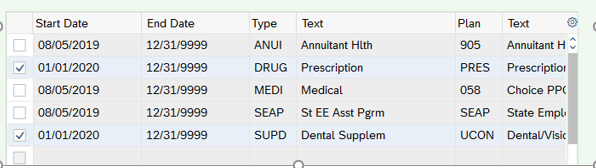 Start Date End Date Type Text Plan Text
08/05/2019 12/31/9999 ANUI Annuitant Hlth 905 Annuitant H
01/01/2020 12/31/9999 DRUG Prescription PRES Prescription
08/05/2019 12/31/9999 MEDI Medical 058 Choice PPO
08/05/2019 12/31/9999 SEAP St EE Asst Pgrm SEAP State Emplo
01/01/2020 12/31/9999 SUPD Dental Supplem UCON Dental/Visio